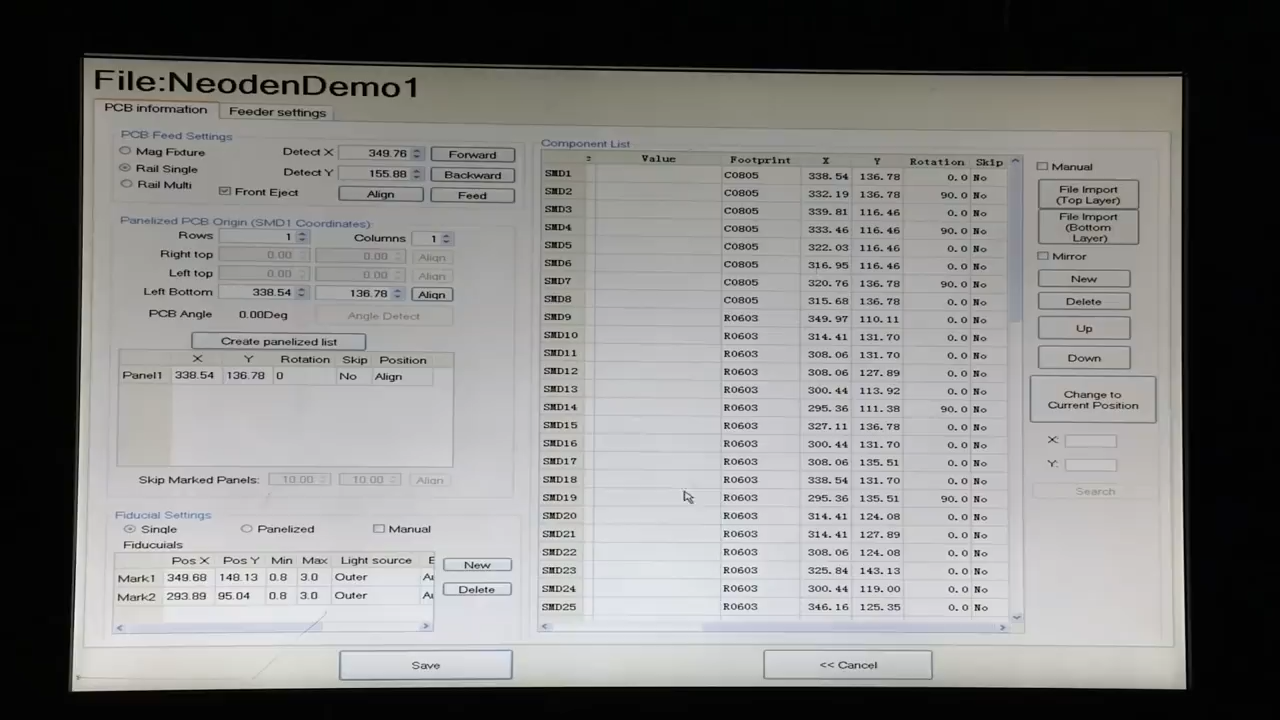 File:NeodenDemo1
PCB information
Feeder settings
PCB Feed Settings
Mag Fixture
Rail Single
Rail Multi
Front Eject
Detect X 349.76 Forward
Detect Y 155.88 Backward
Align Feed
Panelized PCB Origin (SMD1 Coordinates):
Rows 1 Columns 1
Right top 0.00 0.00 Align
Left top 0.00 0.00 Align
Left Bottom 338.54 136.78 Align
PCB Angle 0.00Deg Angle Detect
Create panelized list
X Y Rotation Skip Position
Panel1 338.54 136.78 0 No Align
Skip Marked Panels: 10.00 10.00 Align
Fiducial Settings
Single Panelized Manual
Fiducuials
Pos X Pos Y Min Max Light source
Mark1 349.68 148.13 0.8 3.0 Outer
Mark2 293.89 95.04 0.8 3.0 Outer
New
Delete
Save
Component List
Value Footprint X Y Rotation Skip
SMD1 C0805 338.54 136.78 0.0 No
SMD2 C0805 332.19 136.78 90.0 No
SMD3 C0805 339.81 116.46 0.0 No
SMD4 C0805 333.46 116.46 90.0 No
SMD5 C0805 322.03 116.46 0.0 No
SMD6 C0805 316.95 116.46 0.0 No
SMD7 C0805 320.76 136.78 90.0 No
SMD8 C0805 315.68 136.78 0.0 No
SMD9 R0603 349.97 110.11 0.0 No
SMD10 R0603 314.41 131.70 0.0 No
SMD11 R0603 308.06 131.70 0.0 No
SMD12 R0603 308.06 127.89 0.0 No
SMD13 R0603 300.44 113.92 0.0 No
SMD14 R0603 295.36 111.38 90.0 No
SMD15 R0603 327.11 136.78 0.0 No
SMD16 R0603 300.44 131.70 0.0 No
SMD17 R0603 308.06 135.51 0.0 No
SMD18 R0603 338.54 131.70 0.0 No
SMD19 R0603 295.36 135.51 90.0 No
SMD20 R0603 314.41 124.08 0.0 No
SMD21 R0603 314.41 127.89 0.0 No
SMD22 R0603 308.06 124.08 0.0 No
SMD23 R0603 325.84 143.13 0.0 No
SMD24 R0603 300.44 119.00 0.0 No
SMD25 R0603 346.16 125.35 0.0 No
<< Cancel
Manual
File Import
(Top Layer)
File Import
(Bottom
Layer)
Mirror
New
Delete
Up
Down
Change to
Current Position
X:
Y:
Search